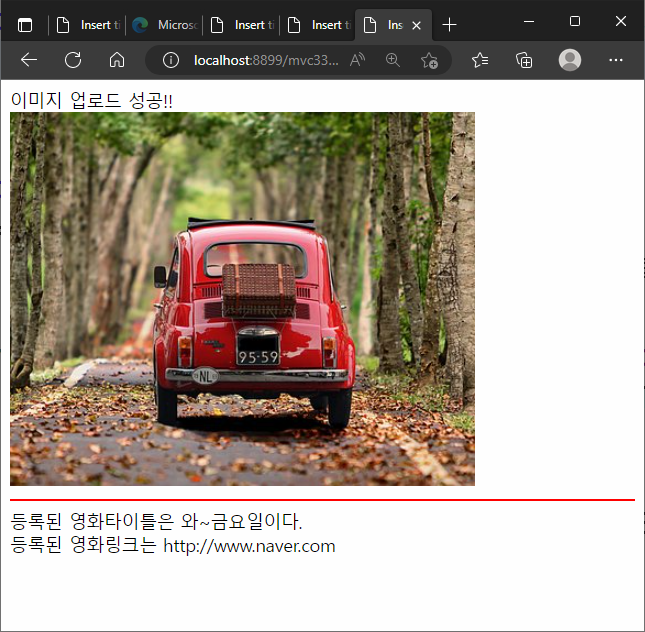 Insert ti
Microso
Insert ti
Insert ti
Ins
localhost:8899/mvc33...
이미지 업로드 성공!!
95-59
NL
등록된 영화타이틀은 와~금요일이다.
등록된 영화링크는 http://www.naver.com